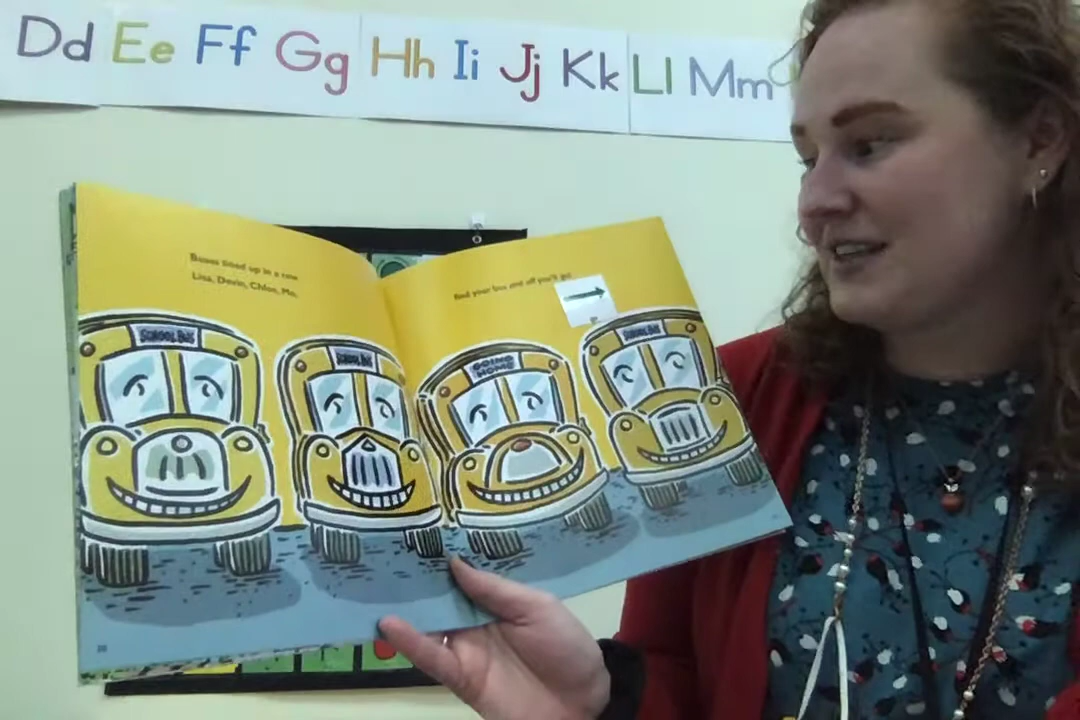 Dd Ee Ff Gg Hh Ii Jj Kk Ll Mm
Buses lined up in a row
Lisa, Devin, Chloe, Mo,
find your bus and off you'll go!
SCHOOL BUS
SCHOOL BUS
GOING
HOME
SCHOOL BUS